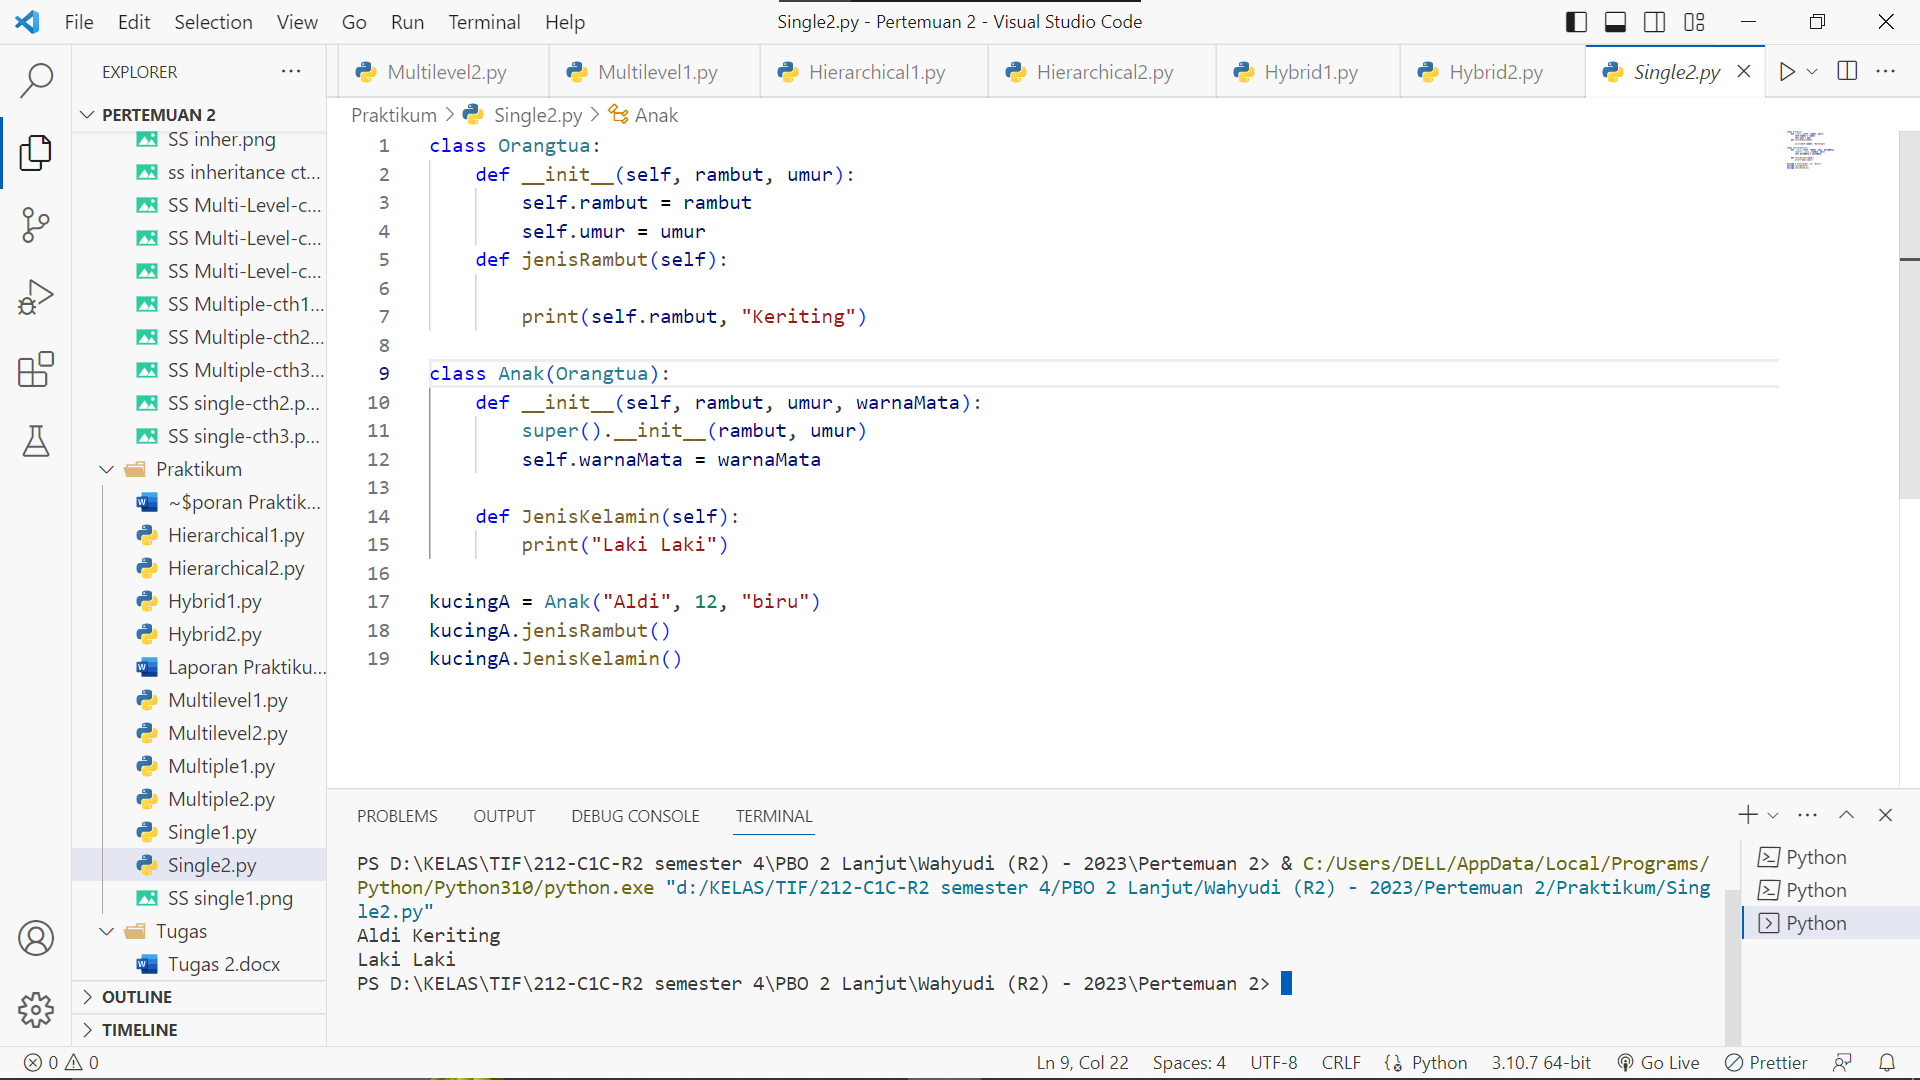 File Edit Selection View Go Run Terminal Help Single2.py - Pertemuan 2 - Visual Studio Code
EXPLORER
Multilevel2.py Multilevel1.py Hierarchical1.py Hierarchical2.py Hybrid1.py Hybrid2.py Single2.py
PERTEMUAN 2
SS inher.png
ss inheritance ct...
SS Multi-Level-c...
SS Multi-Level-c...
SS Multi-Level-c...
SS Multiple-cth1...
SS Multiple-cth2...
SS Multiple-cth3...
SS single-cth2.p...
SS single-cth3.p...
Praktikum
~$poran Praktik...
Hierarchical1.py
Hierarchical2.py
Hybrid1.py
Hybrid2.py
Laporan Praktiku...
Multilevel1.py
Multilevel2.py
Multiple1.py
Multiple2.py
Single1.py
Single2.py
SS single1.png
Tugas
Tugas 2.docx
OUTLINE
TIMELINE
Praktikum > Single2.py > Anak
1 class Orangtua:
2     def __init__(self, rambut, umur):
3         self.rambut = rambut
4         self.umur = umur
5     def jenisRambut(self):
6
7         print(self.rambut, "Keriting")
8
9 class Anak(Orangtua):
10     def __init__(self, rambut, umur, warnaMata):
11         super().__init__(rambut, umur)
12         self.warnaMata = warnaMata
13
14     def JenisKelamin(self):
15         print("Laki Laki")
16
17 kucingA = Anak("Aldi", 12, "biru")
18 kucingA.jenisRambut()
19 kucingA.JenisKelamin()
PROBLEMS OUTPUT DEBUG CONSOLE TERMINAL
PS D:\KELAS\TIF\212-C1C-R2 semester 4\PBO 2 Lanjut\Wahyudi (R2) - 2023\Pertemuan 2> & C:/Users/DELL/AppData/Local/Programs/
Python/Python310/python.exe "d:/KELAS/TIF/212-C1C-R2 semester 4/PBO 2 Lanjut/Wahyudi (R2) - 2023/Pertemuan 2/Praktikum/Sing
le2.py"
Aldi Keriting
Laki Laki
PS D:\KELAS\TIF\212-C1C-R2 semester 4\PBO 2 Lanjut\Wahyudi (R2) - 2023\Pertemuan 2>
Python
Python
Python
0 0 Ln 9, Col 22 Spaces: 4 UTF-8 CRLF Python 3.10.7 64-bit Go Live Prettier